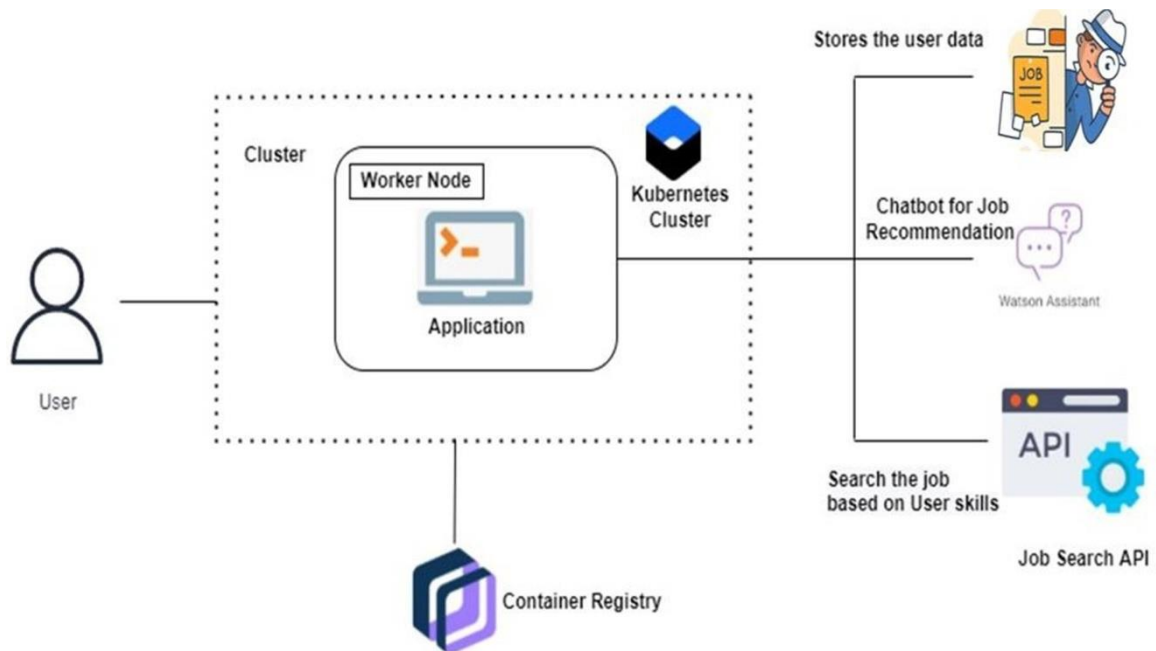 Stores the user data
JOB
Cluster
Worker Node
Kubernetes
Cluster
Chatbot for Job
Recommendation
Watson Assistant
Application
User
API
Search the job
based on User skills
Job Search API
Container Registry